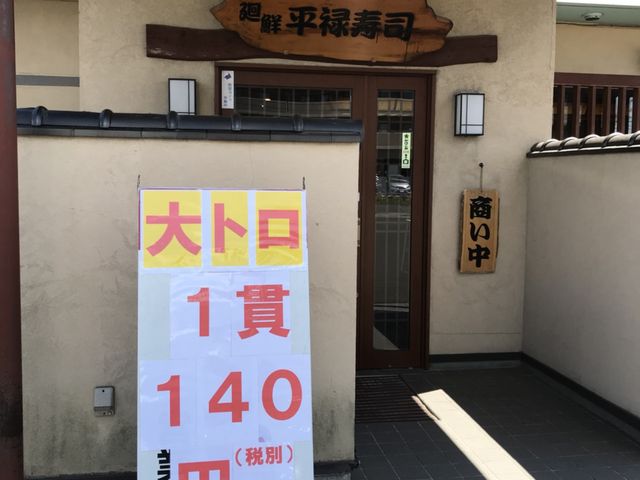 廻鮮 平禄寿司
商い中
大トロ
1貫
140
円(税別)